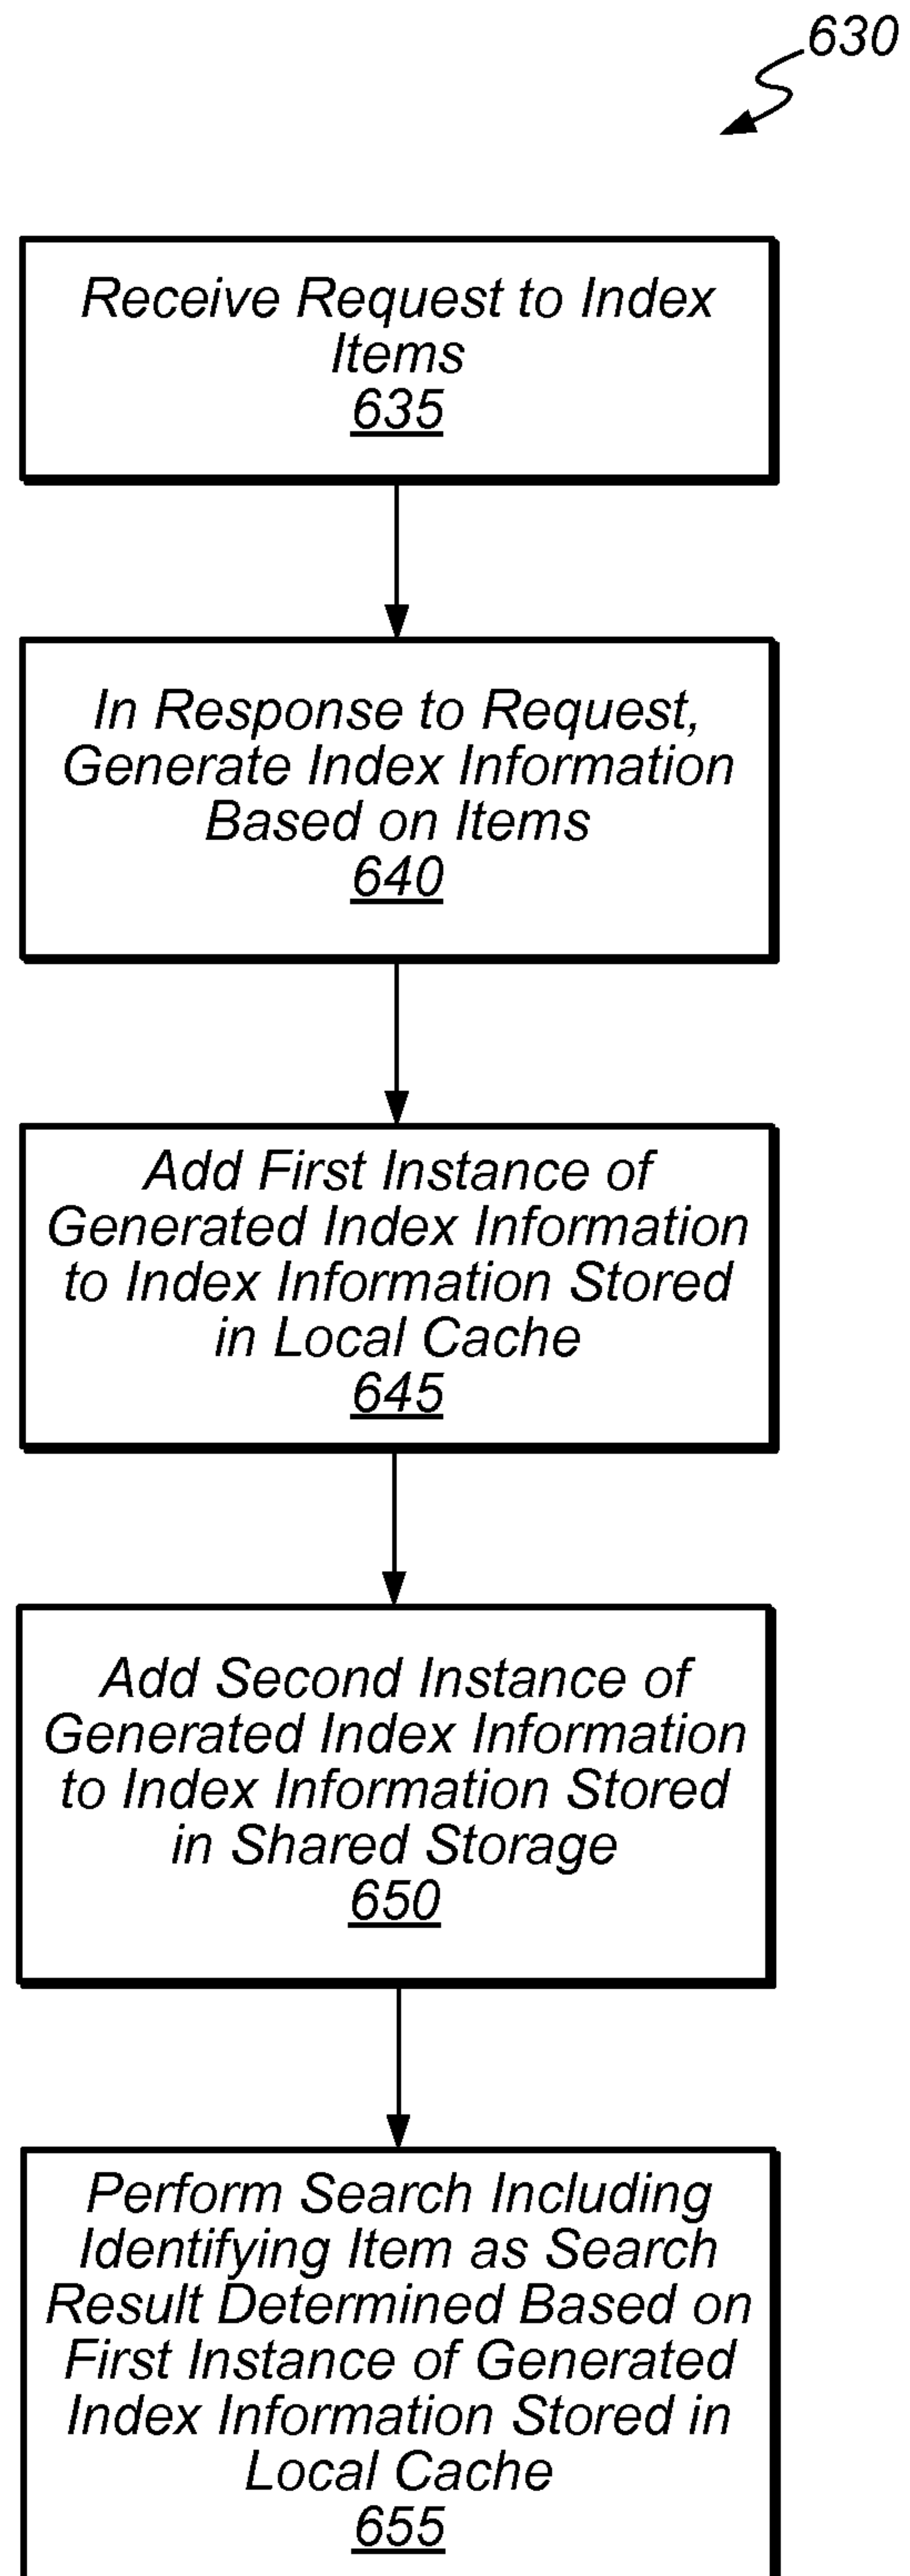 630
Receive Request to Index
Items
635
In Response to Request,
Generate Index Information
Based on Items
640
Add First Instance of
Generated Index Information
to Index Information Stored
in Local Cache
645
Add Second Instance of
Generated Index Information
to Index Information Stored
in Shared Storage
650
Perform Search Including
Identifying Item as Search
Result Determined Based on
First Instance of Generated
Index Information Stored in
Local Cache
655